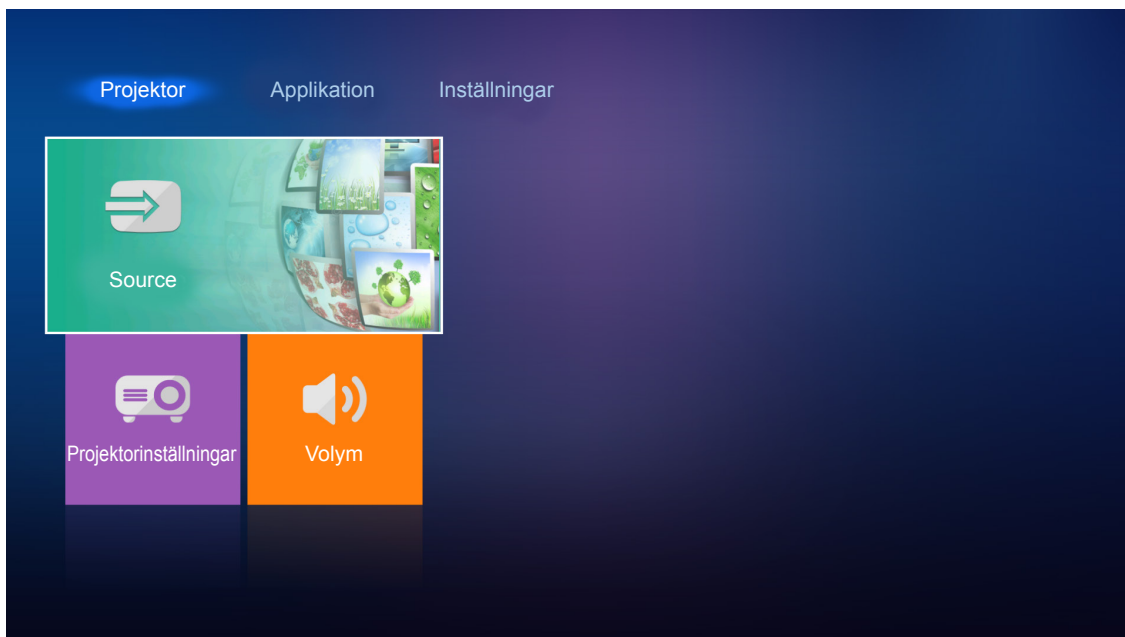 Projektor
Applikation
Inställningar
Source
Projektorinställningar
Volym